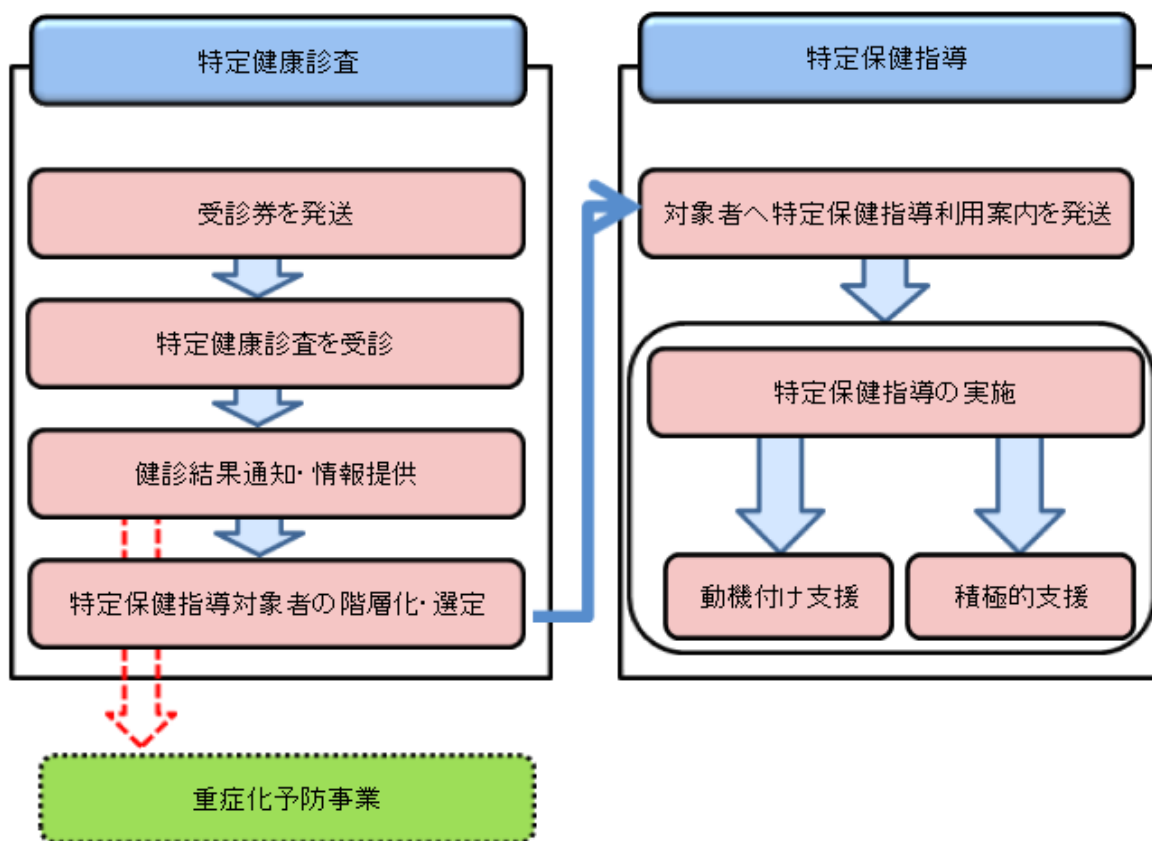 特定健康診査
受診券を発送
特定健康診査を受診
健診結果通知・情報提供
特定保健指導対象者の階層化・選定
重症化予防事業
特定保健指導
対象者へ特定保健指導利用案内を発送
特定保健指導の実施
動機付け支援
積極的支援